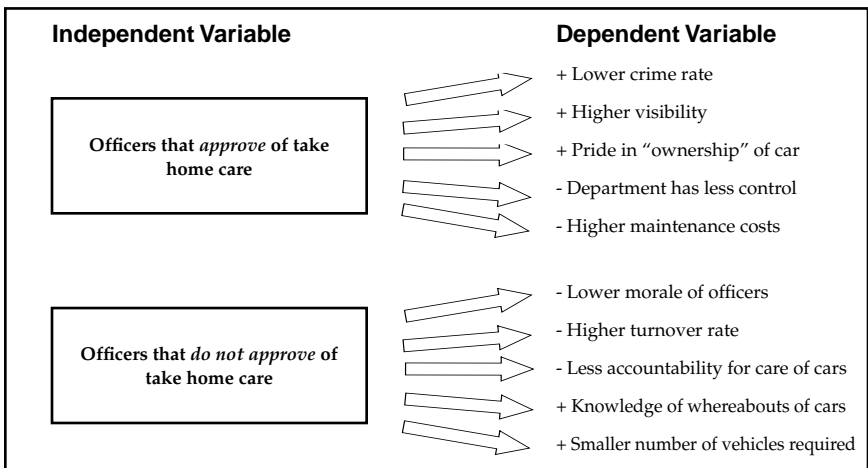 Independent Variable
Dependent Variable
Officers that approve of take
home care
+ Lower crime rate
+ Higher visibility
+ Pride in “ownership” of car
- Department has less control
- Higher maintenance costs
Officers that do not approve of
take home care
- Lower morale of officers
- Higher turnover rate
- Less accountability for care of cars
+ Knowledge of whereabouts of cars
+ Smaller number of vehicles required